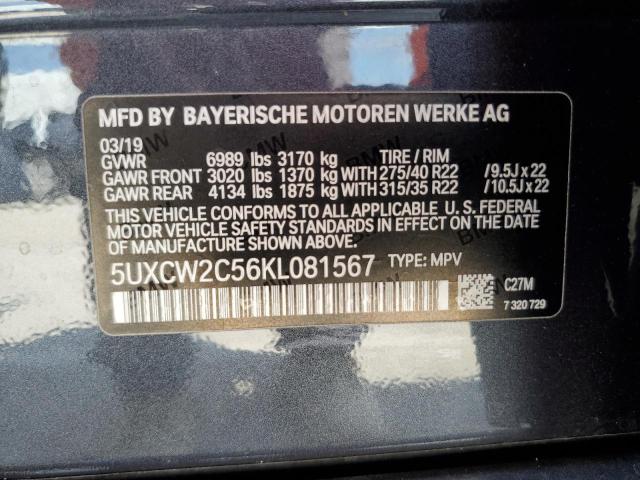 MFD BY BAYERISCHE MOTOREN WERKE AG
03/19
GVWR 6989 lbs 3170 kg TIRE / RIM
GAWR FRONT 3020 lbs 1370 kg WITH 275/40 R22 /9.5J x 22
GAWR REAR 4134 lbs 1875 kg WITH 315/35 R22 /10.5J x 22
THIS VEHICLE CONFORMS TO ALL APPLICABLE U. S. FEDERAL
MOTOR VEHICLE SAFETY STANDARDS IN EFFECT ON THE DATE OF
MANUFACTURE SHOWN ABOVE.
5UXCW2C56KL081567 TYPE: MPV
C27M
7 320 729